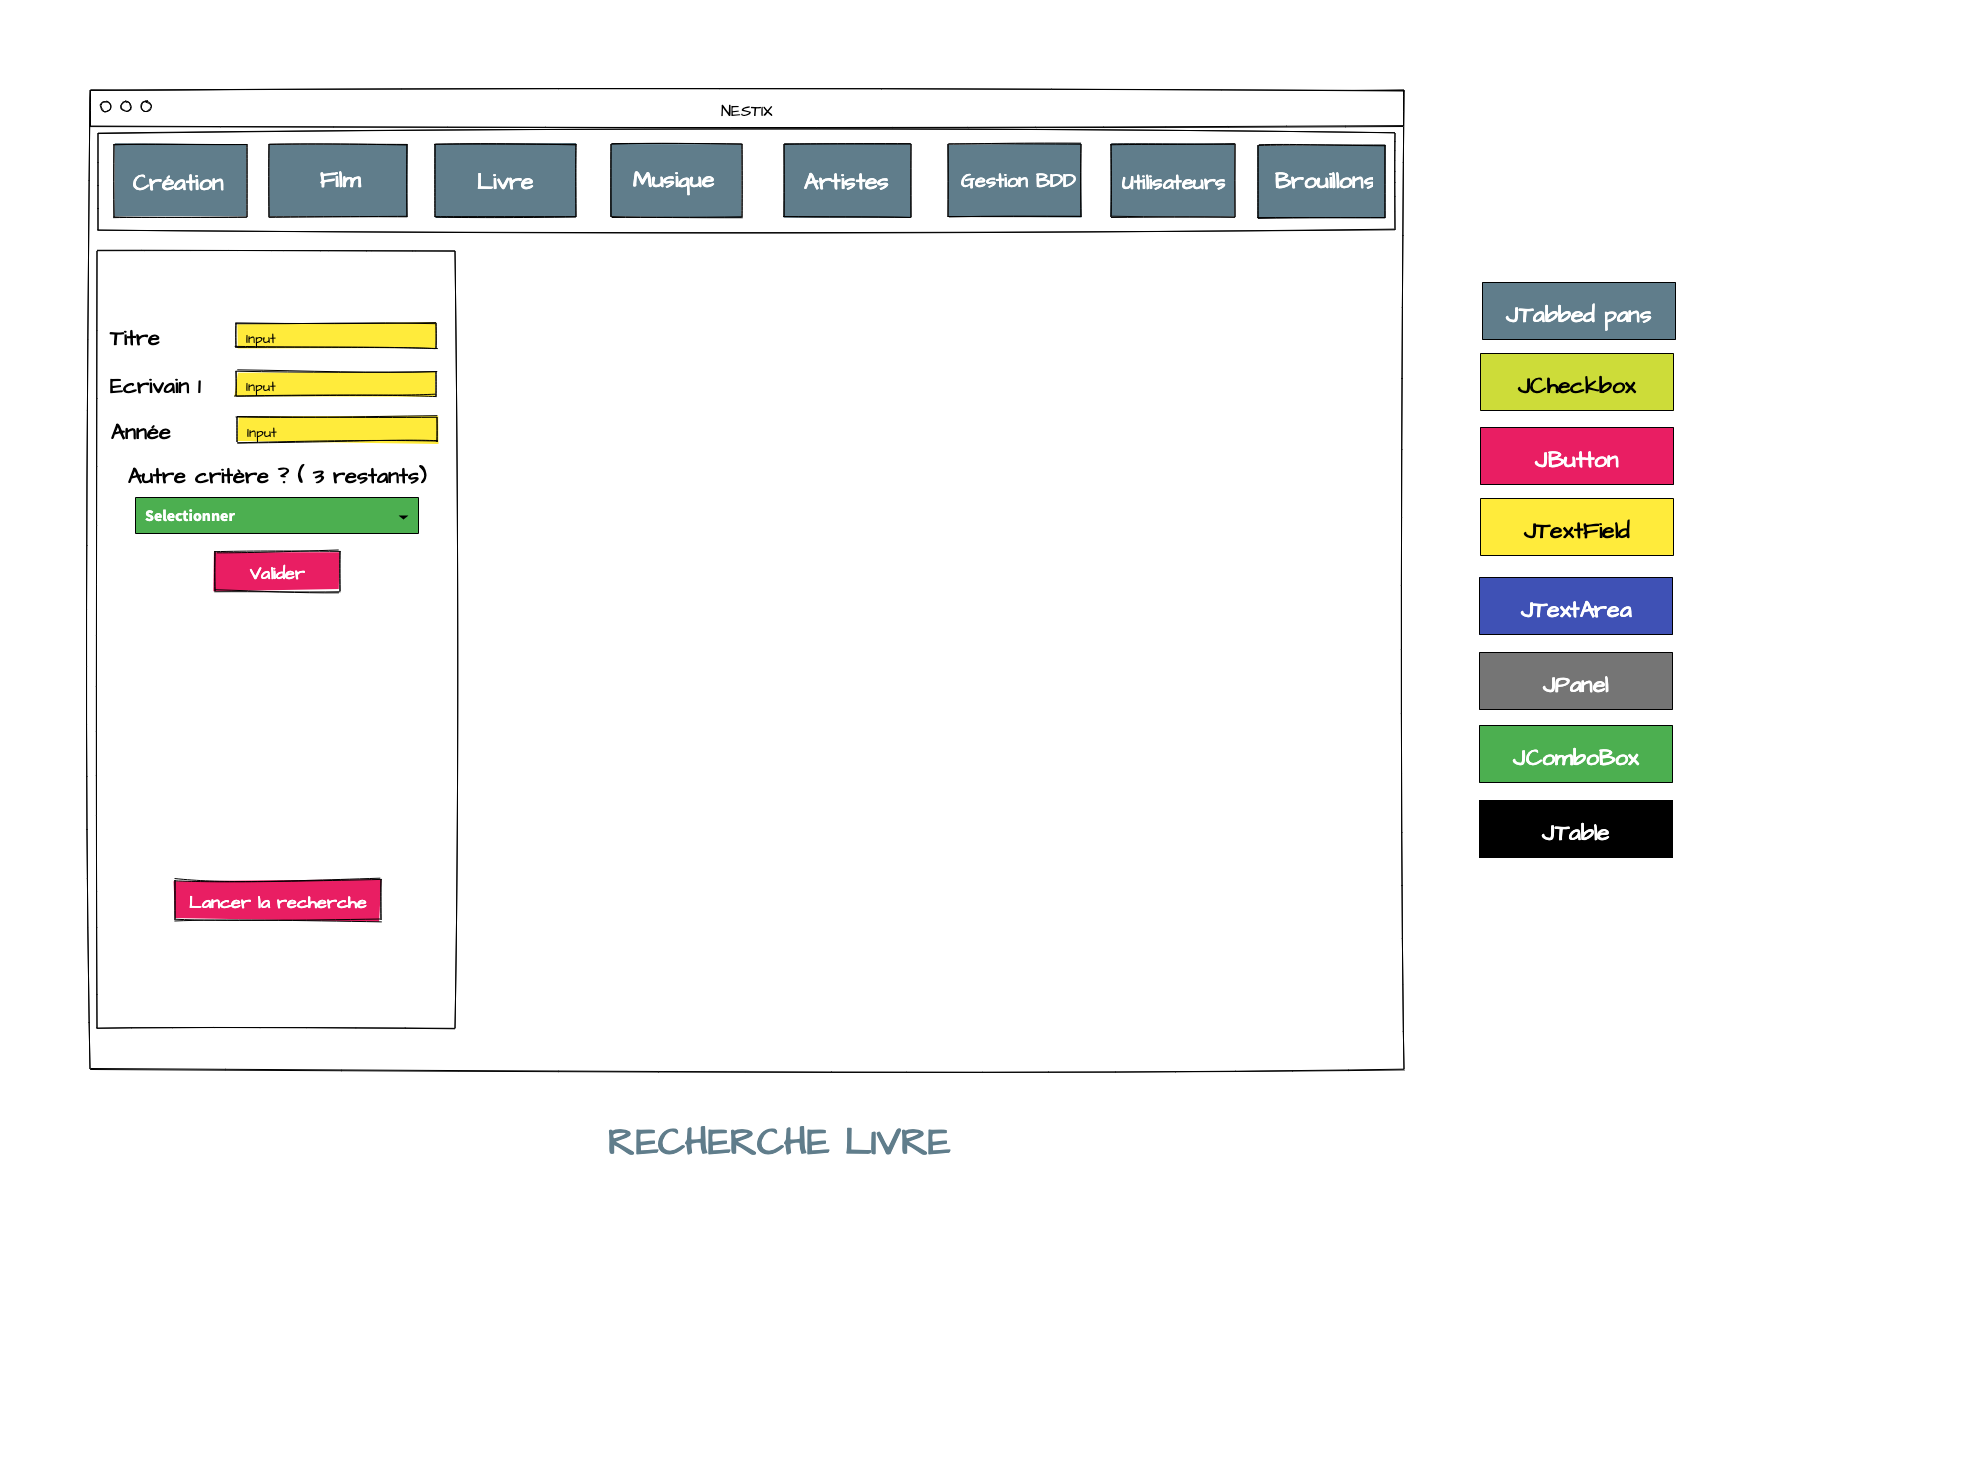 NESTIX
Création Film Livre Musique Artistes Gestion BDD Utilisateurs Brouillons
Titre Input
Ecrivain 1 Input
Année Input
Autre critère ? ( 3 restants)
Selectionner
Valider
Lancer la recherche
JTabbed pans
JCheckbox
JButton
JTextField
JTextArea
JPanel
JComboBox
JTable
RECHERCHE LIVRE